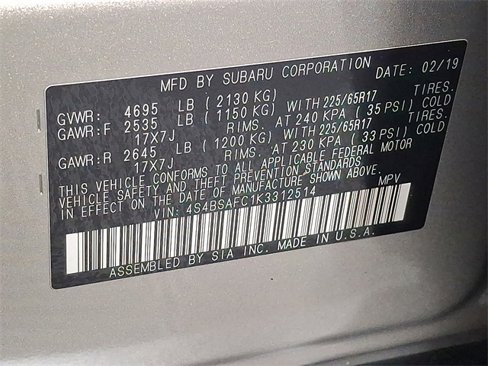 MFD BY SUBARU CORPORATION DATE: 02/19
GVWR: 4695 LB (2130 KG)
GAWR:F 2535 LB (1150 KG) WITH 225/65R17 TIRES.
17X7J RIMS. AT 240 KPA (35 PSI) COLD
GAWR:R 2645 LB (1200 KG) WITH 225/65R17 TIRES.
17X7J RIMS. AT 230 KPA (33 PSI) COLD
THIS VEHICLE CONFORMS TO ALL APPLICABLE FEDERAL MOTOR
VEHICLE SAFETY AND THEFT PREVENTION STANDARDS
IN EFFECT ON THE DATE OF MANUFACTURE SHOWN ABOVE.
VIN: 4S4BSAFC1K3312514 MPV
ASSEMBLED BY SIA INC. MADE IN U.S.A.